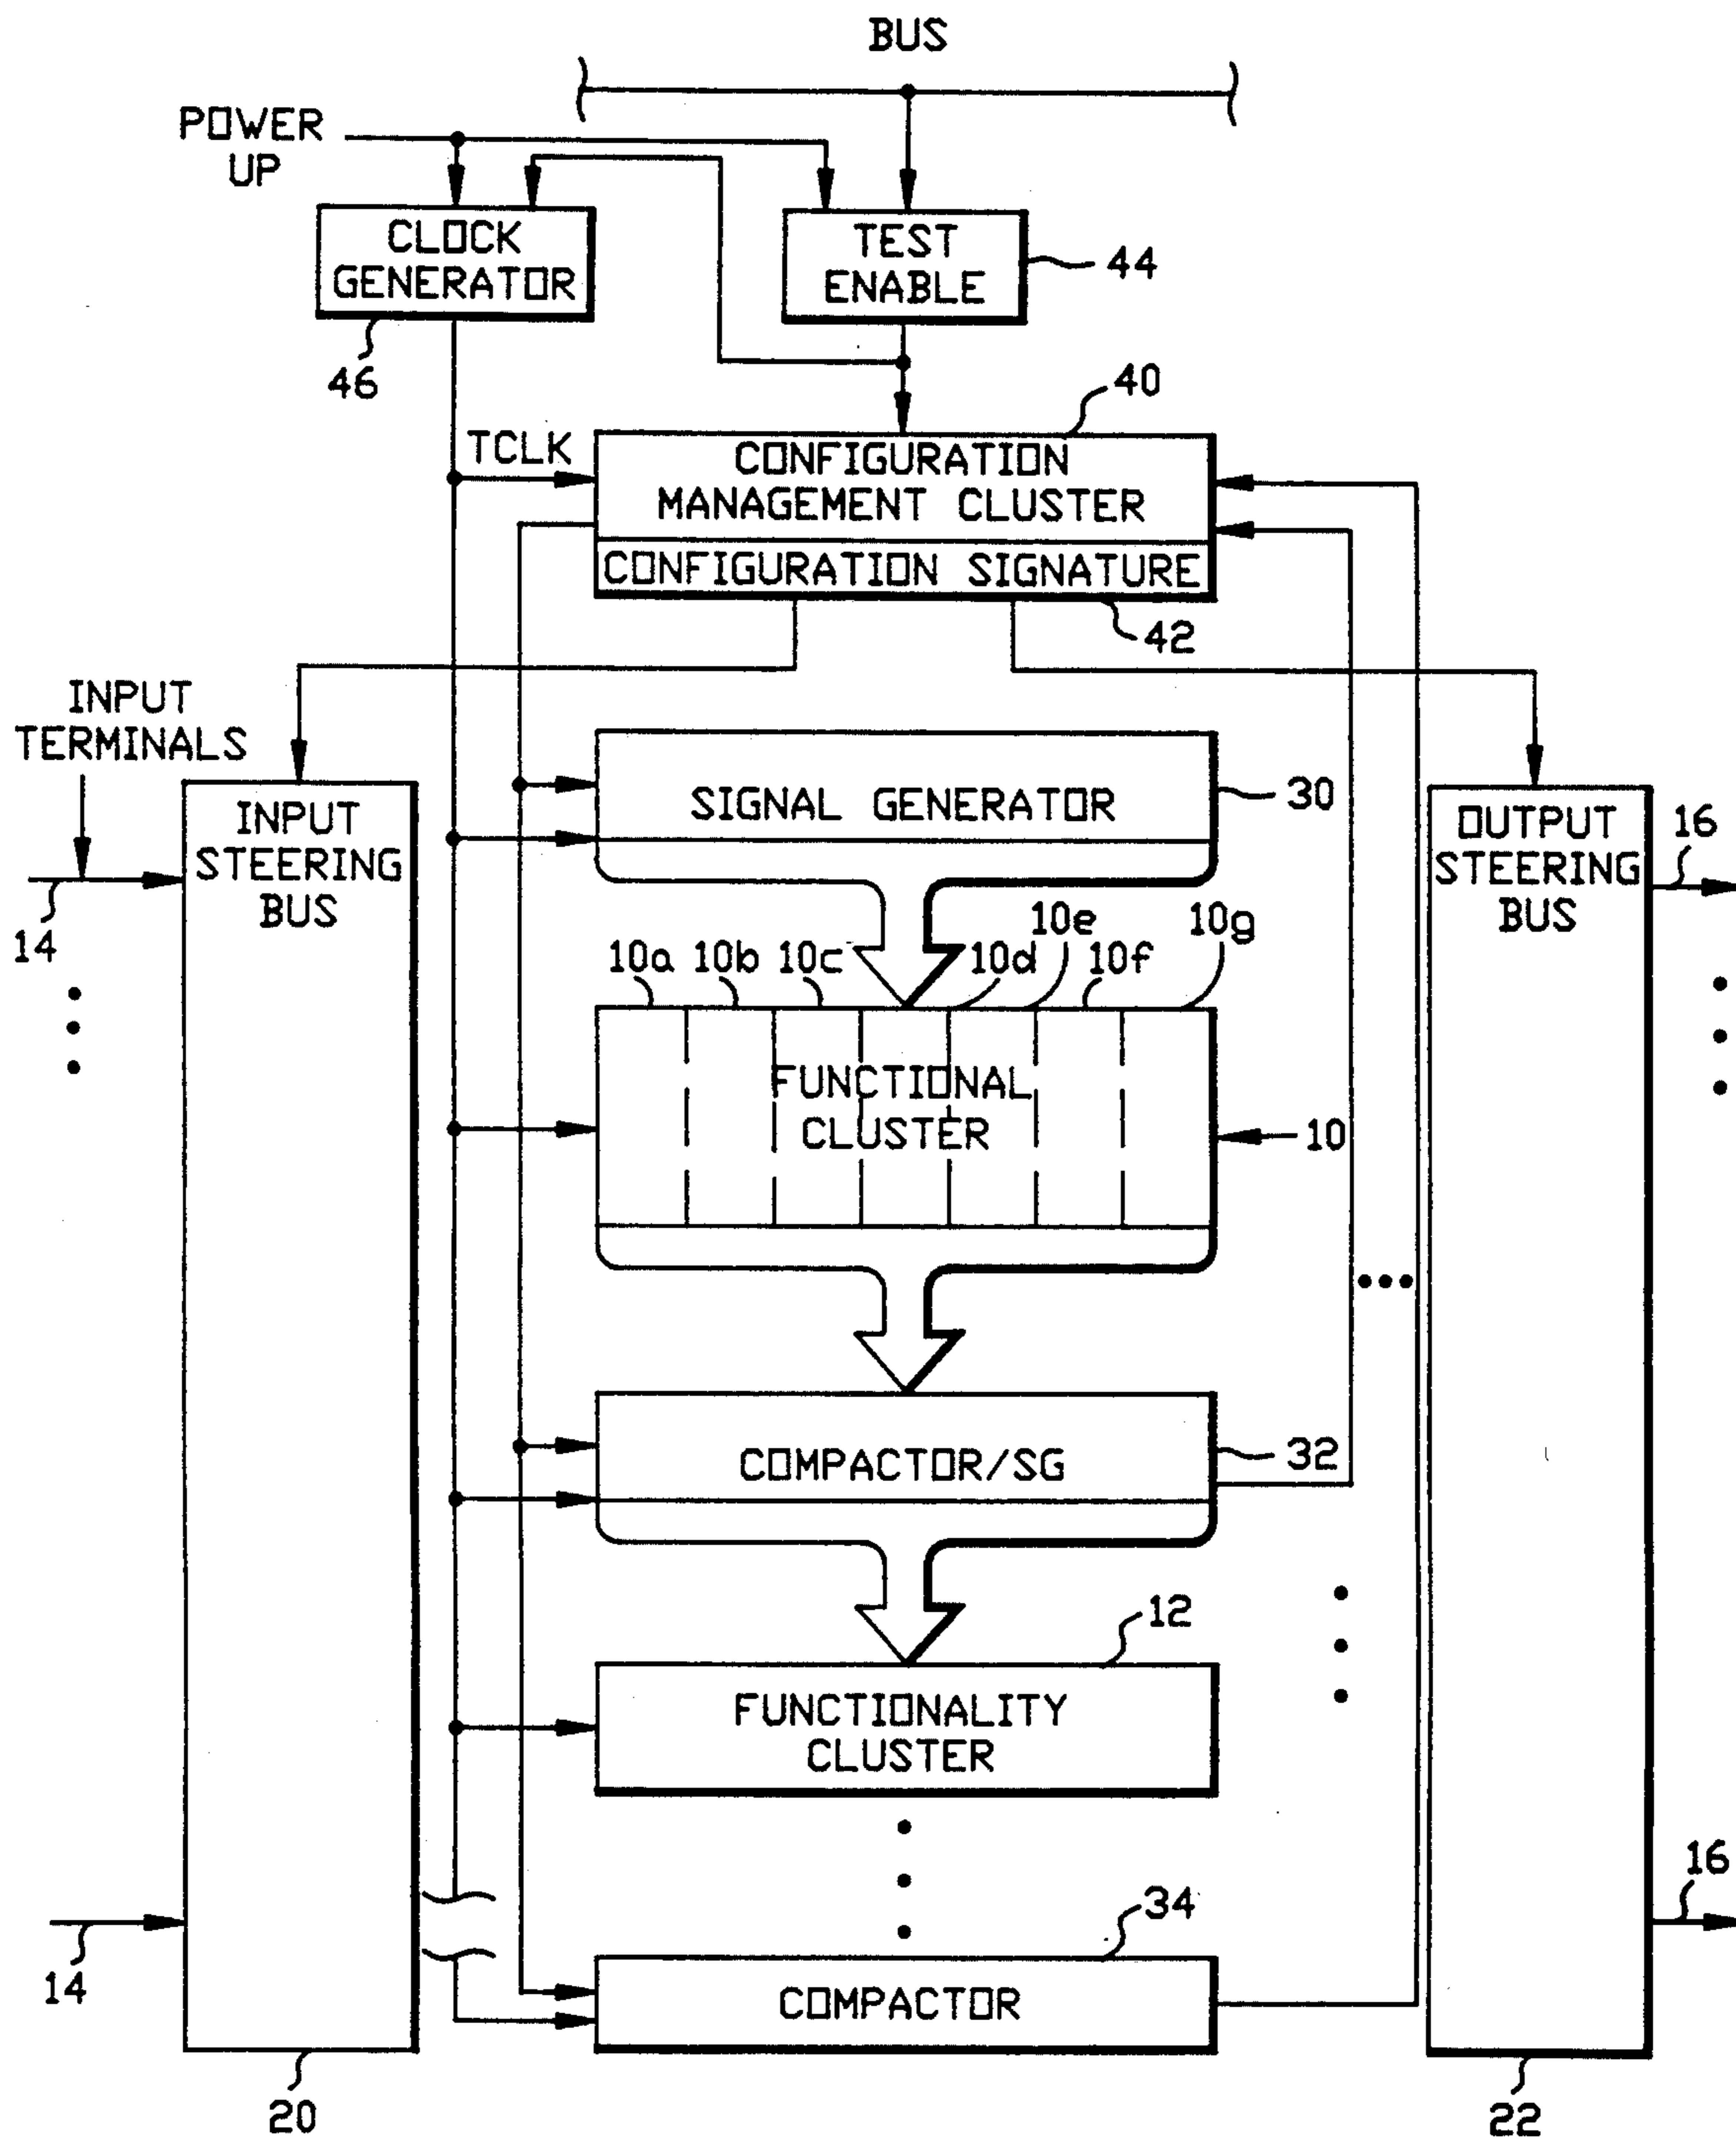 BUS
POWER
UP
CLOCK
GENERATOR
46
TEST
ENABLE
44
40
TCLK
CONFIGURATION
MANAGEMENT CLUSTER
CONFIGURATION SIGNATURE
42
INPUT
TERMINALS
14
INPUT
STEERING
BUS
SIGNAL GENERATOR
30
OUTPUT
STEERING
BUS
16
10a 10b 10c 10d 10e 10f 10g
FUNCTIONAL
CLUSTER
10
COMPACTOR/SG
32
12
FUNCTIONALITY
CLUSTER
16
14
34
COMPACTOR
20
22